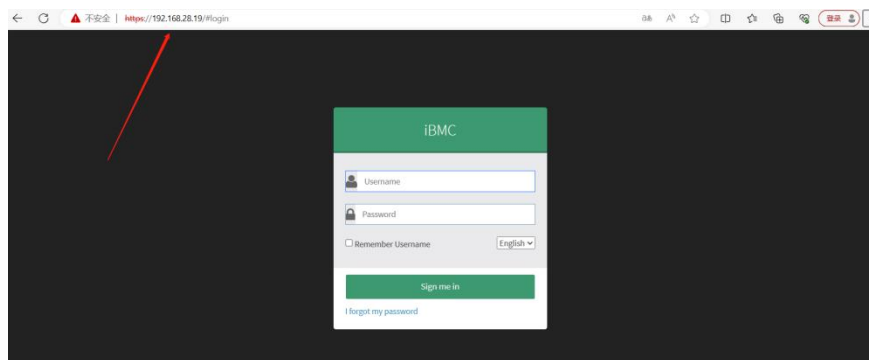 不安全 | https://192.168.28.19/#login
登录
iBMC
Username
Password
Remember Username English
Sign me in
I forgot my password